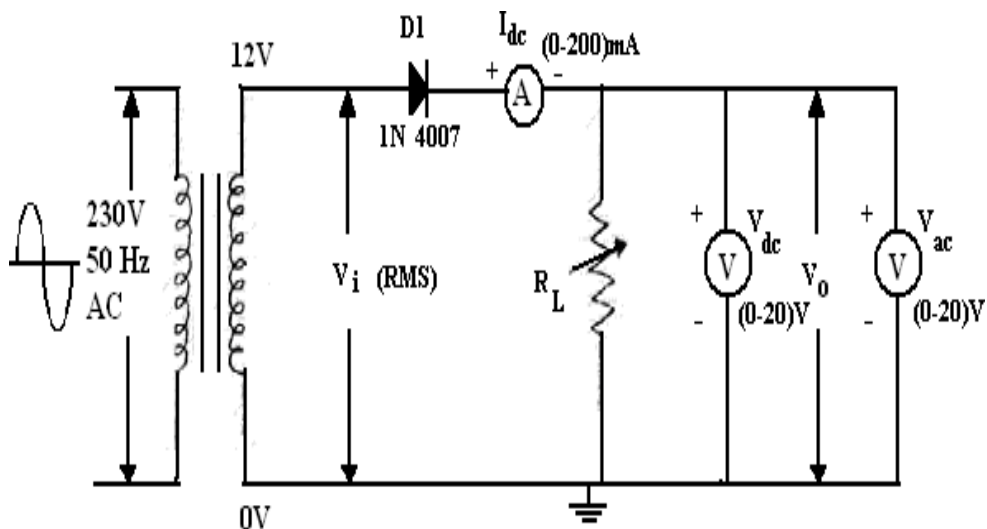 D1
I dc
(0-200)mA
12V
+
-
A
1N 4007
230V
50 Hz
AC
V i (RMS)
R L
+
V dc
V
-
(0-20)V
V o
+
V ac
V
-
(0-20)V
0V